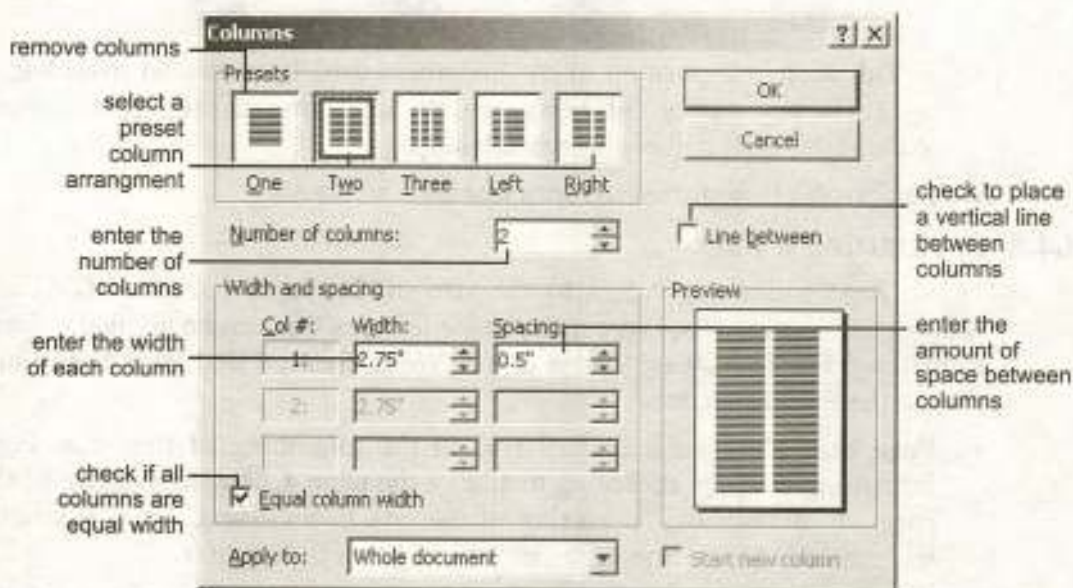 Columns
? X
remove columns
Presets
select a
preset
column
arrangment
One Two Three Left Right
OK
Cancel
enter the
number of
columns
Number of columns: 2
Line between
check to place
a vertical line
between
columns
Width and spacing
Preview
Col #: Width: Spacing:
enter the width
of each column
1: 2.75" 0.5"
2: 2.75"
enter the
amount of
space between
columns
check if all
columns are
equal width
Equal column width
Apply to: Whole document
Start new column